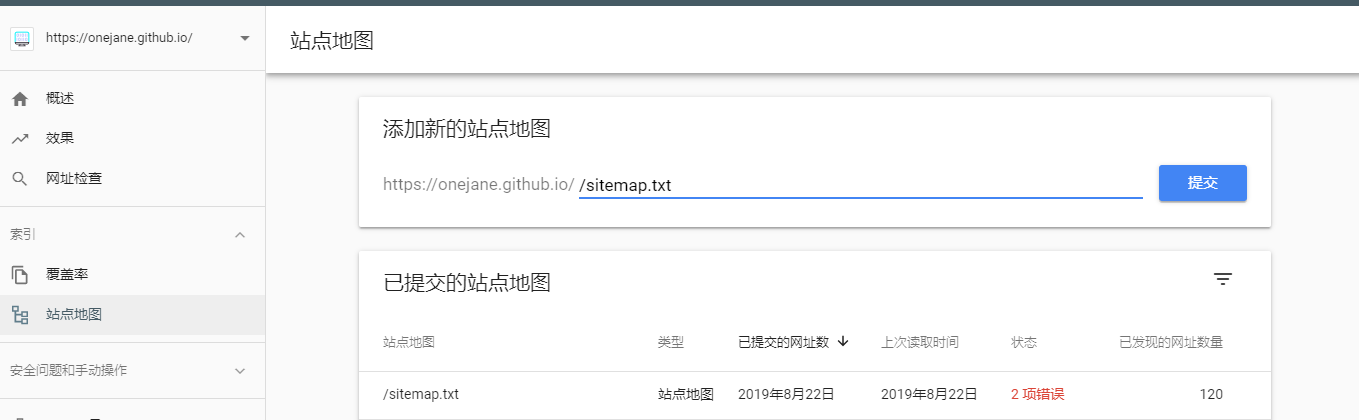 https://onejane.github.io/
站点地图
概述
效果
网址检查
索引
覆盖率
站点地图
安全问题和手动操作
添加新的站点地图
https://onejane.github.io/ /sitemap.txt 提交
已提交的站点地图
站点地图 类型 已提交的网址数 上次读取时间 状态 已发现的网址数量
/sitemap.txt 站点地图 2019年8月22日 2019年8月22日 2 项错误 120